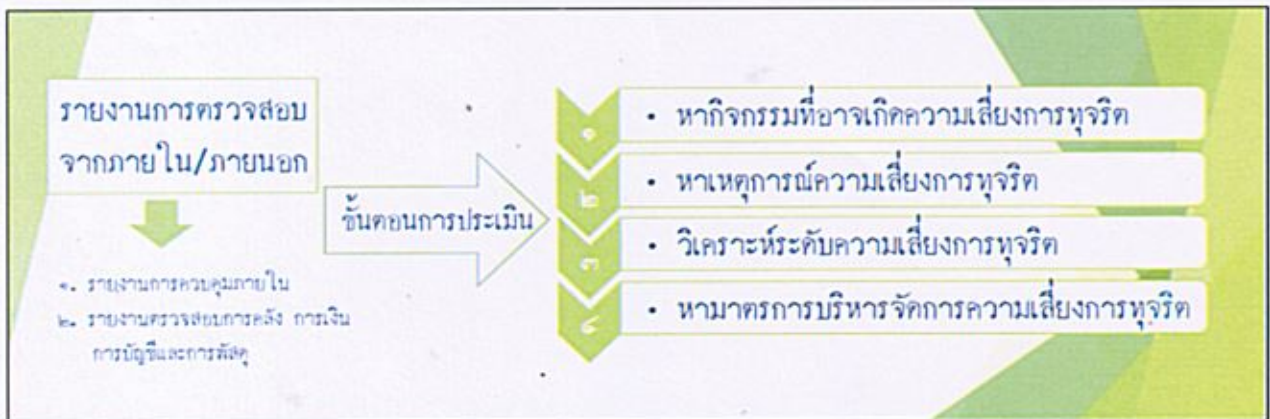 รายงานการตรวจสอบ
จากภายใน/ภายนอก
๑. รายงานการควบคุมภายใน
๒. รายงานตรวจสอบการคลัง การเงิน
การบัญชีและการพัสดุ
ขั้นตอนการประเมิน
๑
• หากิจกรรมที่อาจเกิดความเสี่ยงการทุจริต
๒
• หาเหตุการณ์ความเสี่ยงการทุจริต
๓
• วิเคราะห์ระดับความเสี่ยงการทุจริต
๔
• หามาตรการบริหารจัดการความเสี่ยงการทุจริต